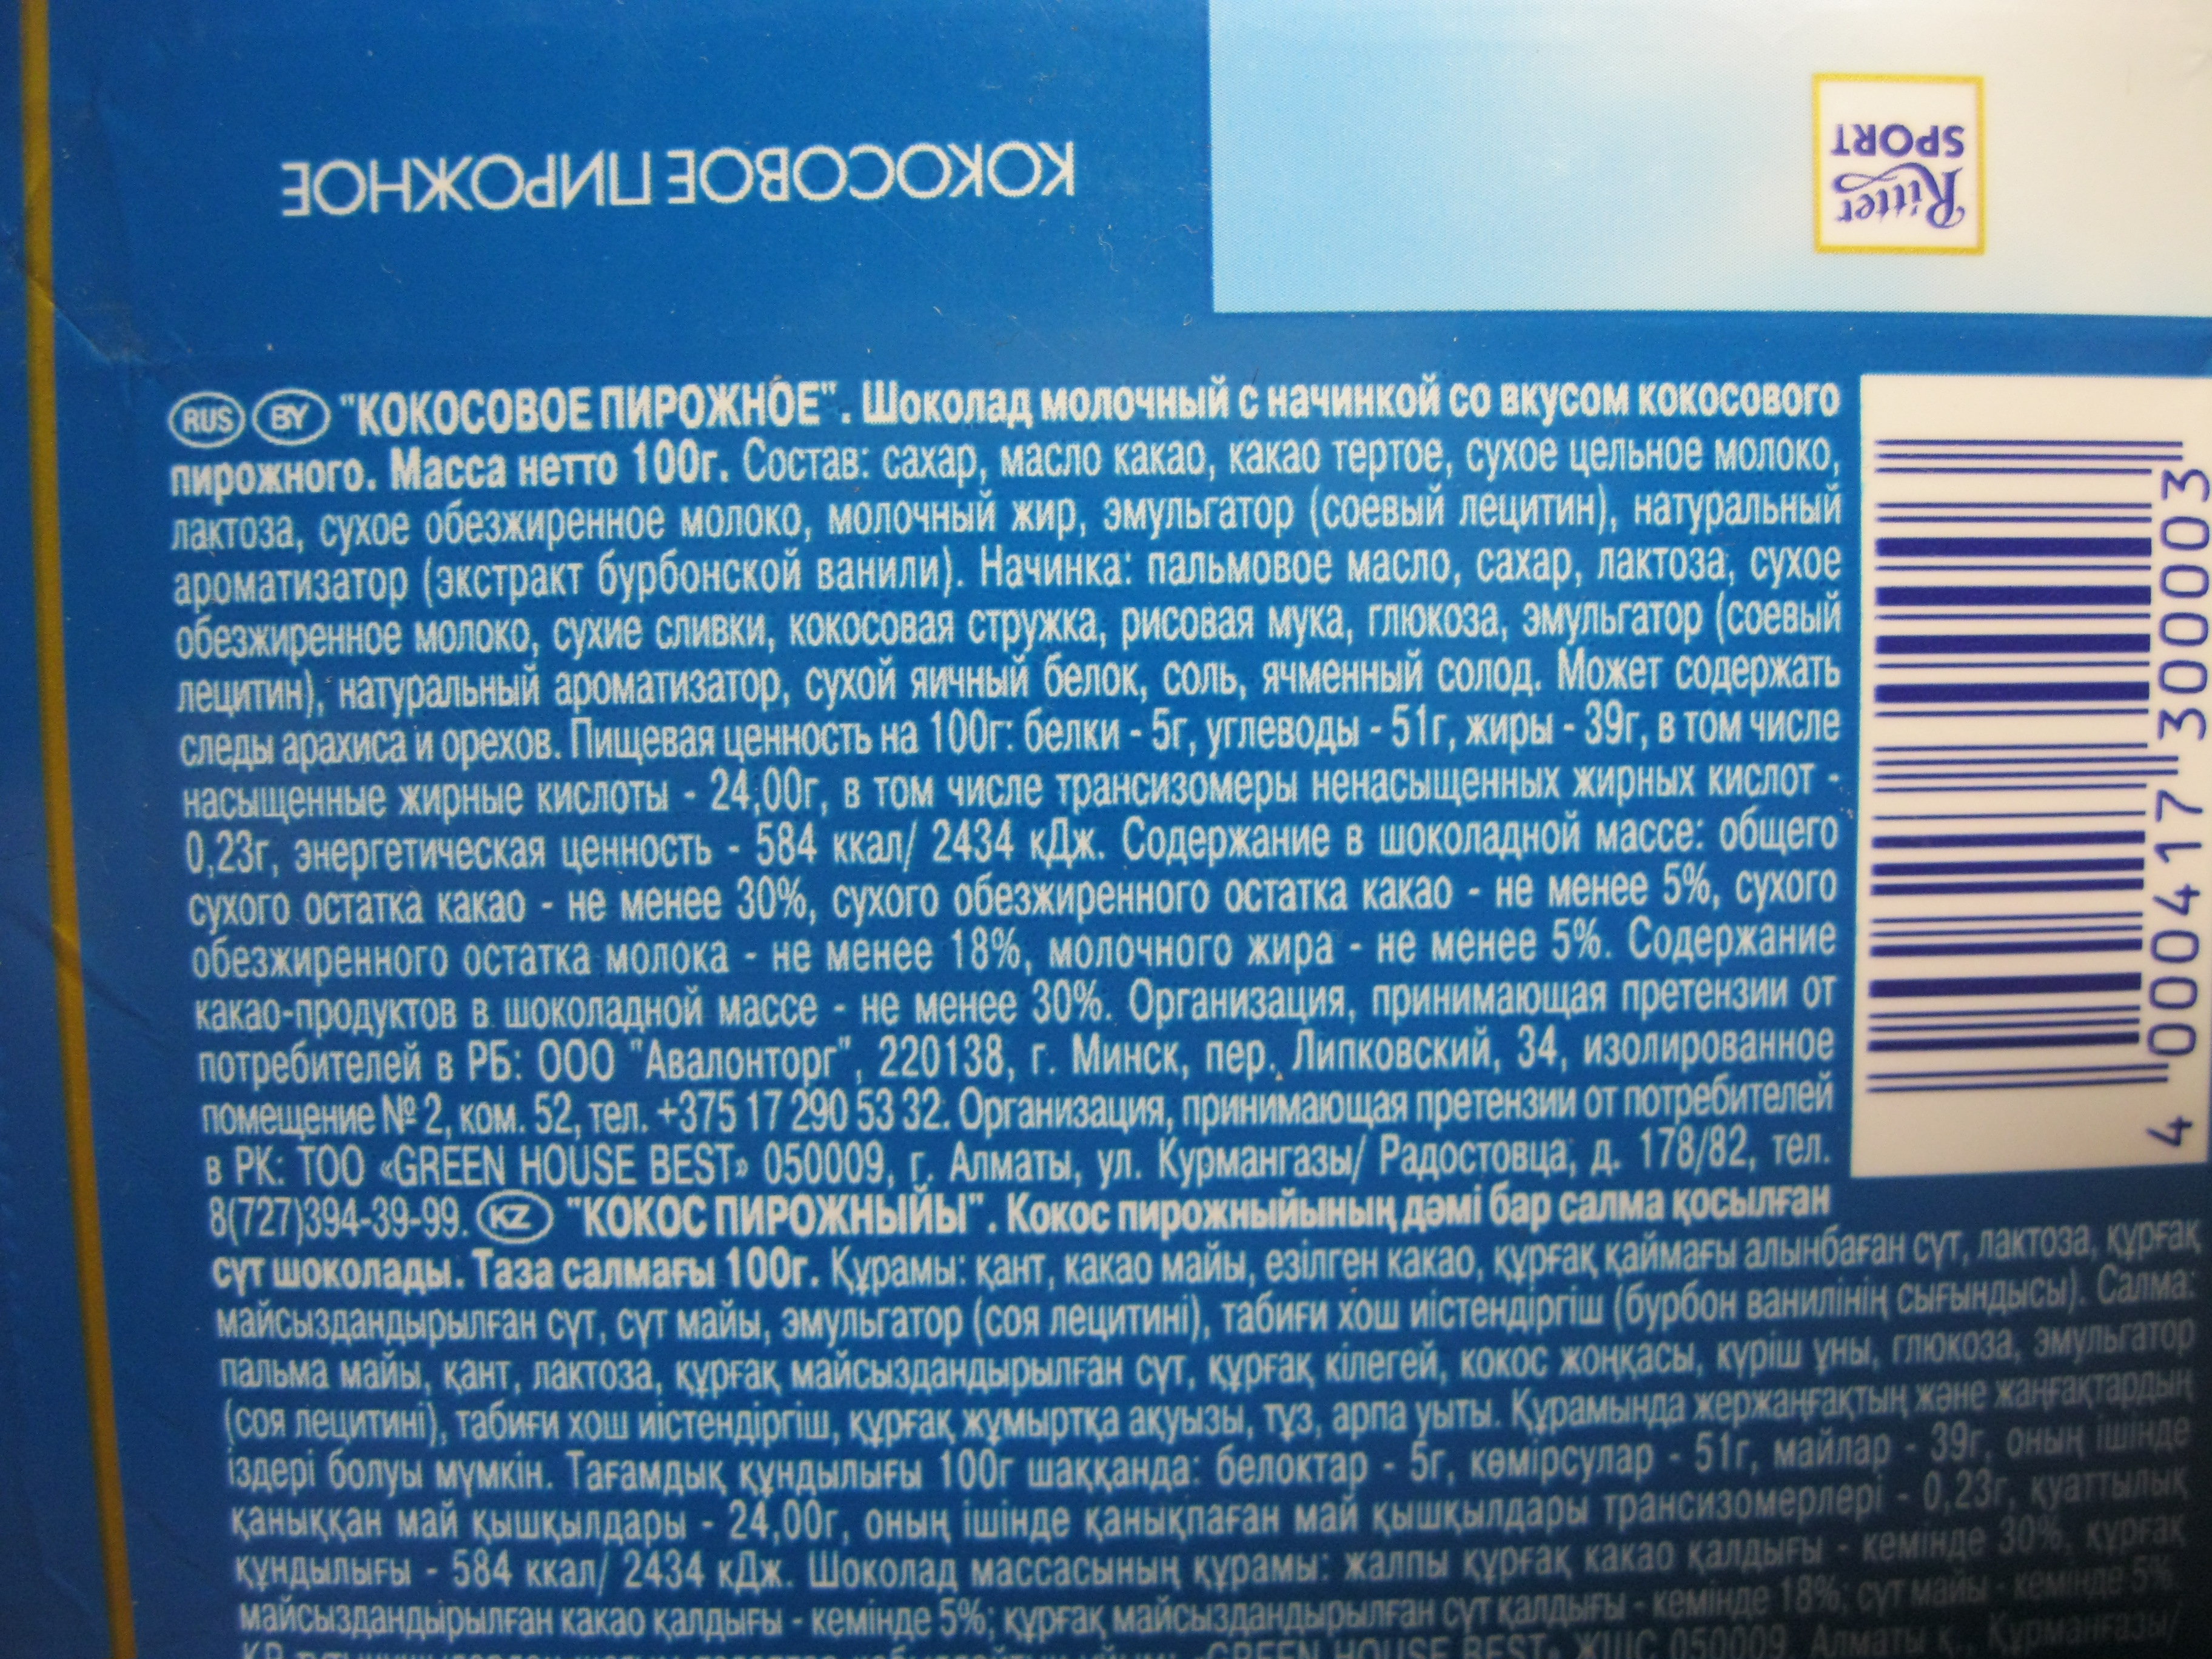 КОКОСОВОЕ ПИРОЖНОЕ
Ritter
SPORT
RUS BY "КОКОСОВОЕ ПИРОЖНОЕ". Шоколад молочный с начинкой со вкусом кокосового
пирожного. Масса нетто 100г. Состав: сахар, масло какао, какао тертое, сухое цельное молоко,
лактоза, сухое обезжиренное молоко, молочный жир, эмульгатор (соевый лецитин), натуральный
ароматизатор (экстракт бурбонской ванили). Начинка: пальмовое масло, сахар, лактоза, сухое
обезжиренное молоко, сухие сливки, кокосовая стружка, рисовая мука, глюкоза, эмульгатор (соевый
лецитин), натуральный ароматизатор, сухой яичный белок, соль, ячменный солод. Может содержать
следы арахиса и орехов. Пищевая ценность на 100г: белки - 5г, углеводы - 51г, жиры - 39г, в том числе
насыщенные жирные кислоты - 24,00г, в том числе трансизомеры ненасыщенных жирных кислот -
0,23г, энергетическая ценность - 584 ккал/ 2434 кДж. Содержание в шоколадной массе: общего
сухого остатка какао - не менее 30%, сухого обезжиренного остатка какао - не менее 5%, сухого
обезжиренного остатка молока - не менее 18%, молочного жира - не менее 5%. Содержание
какао-продуктов в шоколадной массе - не менее 30%. Организация, принимающая претензии от
потребителей в РБ: ООО "Авалонторг", 220138, г. Минск, пер. Липковский, 34, изолированное
помещение № 2, ком. 52, тел. +375 17 290 53 32. Организация, принимающая претензии от потребителей
в РК: ТОО «GREEN HOUSE BEST» 050009, г. Алматы, ул. Курмангазы/ Радостовца, д. 178/82, тел.
8(727)394-39-99. KZ "КОКОС ПИРОЖНЫЙЫ". Кокос пирожныйының дәмі бар салма қосылған
сүт шоколады. Таза салмағы 100г. Құрамы: қант, какао майы, езілген какао, құрғақ қаймағы алынбаған сүт, лактоза, құрғақ
майсыздандырылған сүт, сүт майы, эмульгатор (соя лецитині), табиғи хош иістендіргіш (бурбон ванилінің сығындысы). Салма:
пальма майы, қант, лактоза, құрғақ майсыздандырылған сүт, құрғақ кілегей, кокос жоңқасы, күріш ұны, глюкоза, эмульгатор
(соя лецитині), табиғи хош иістендіргіш, құрғақ жұмыртқа ақуызы, тұз, арпа уыты. Құрамында жержаңғақтың және жаңғақтардың
іздері болуы мүмкін. Тағамдық құндылығы 100г шаққанда: белоктар - 5г, көмірсулар - 51г, майлар - 39г, оның ішінде
қаныққан май қышқылдары - 24,00г, оның ішінде қанықпаған май қышқылдары трансизомерлері - 0,23г, қуаттылық
құндылығы - 584 ккал/ 2434 кДж. Шоколад массасының құрамы: жалпы құрғақ какао қалдығы - кемінде 30%, құрғақ
майсыздандырылған какао қалдығы - кемінде 5%; құрғақ майсыздандырылған сүт қалдығы - кемінде 18%; сүт майы - кемінде 5%.
«GREEN HOUSE BEST» ЖШС 050009, Алматы қ., Құрманғазы/
4 000417 300003